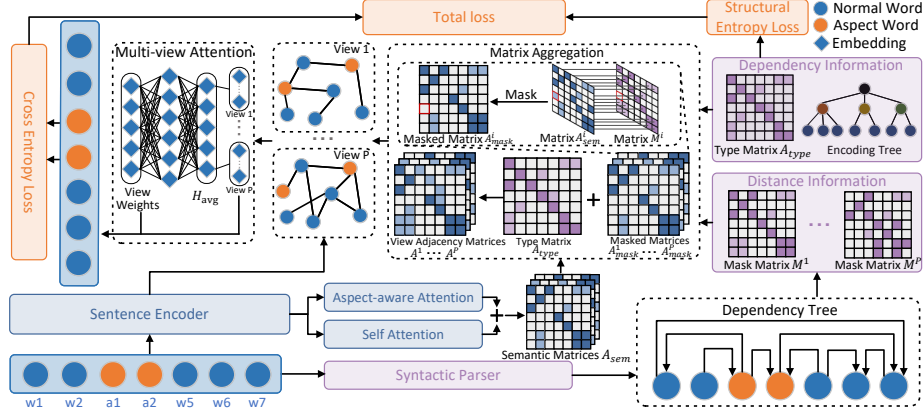 Total loss
Structural
Entropy Loss
Normal Word
Aspect Word
Embedding
Cross Entropy Loss
Multi-view Attention
View 1
View P
View
Weights
H_avg
View 1
...
View P
Matrix Aggregation
Mask
Masked Matrix A^i_mask
Matrix A^i_sem
Matrix M^i
View Adjacency Matrices
A^1 ... A^P
Type Matrix
A_type
+
Masked Matrices
A^1_mask ... A^P_mask
Dependency Information
Type Matrix A_type
Encoding Tree
Distance Information
...
Mask Matrix M^1
Mask Matrix M^P
Sentence Encoder
Aspect-aware Attention
+
Self Attention
Semantic Matrices A_sem
Dependency Tree
Syntactic Parser
w1 w2 a1 a2 w5 w6 w7